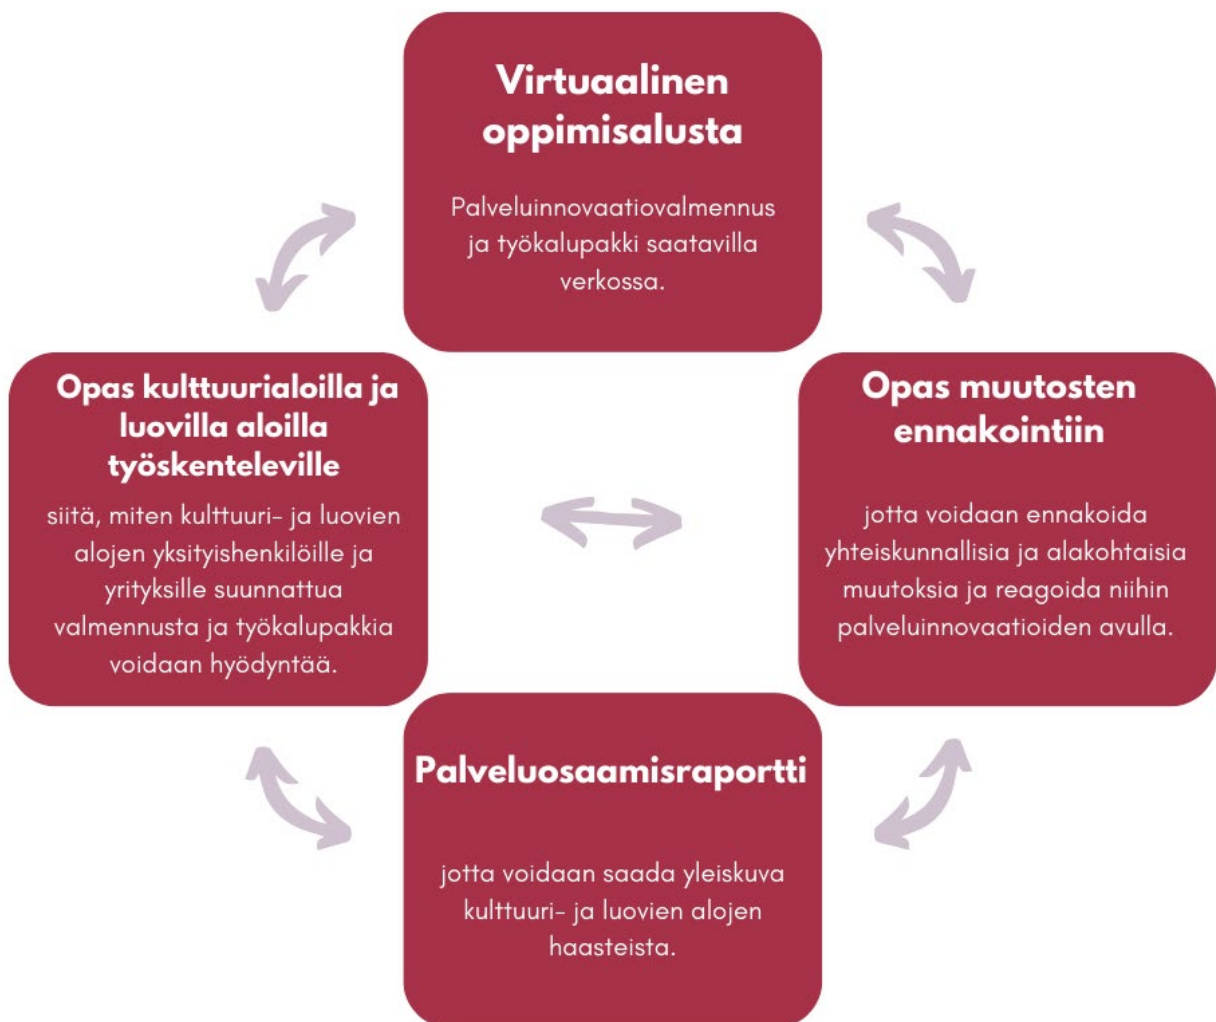 Virtuaalinen
oppimisalusta
Palveluinnovaatiovalmennus
ja työkalupakki saatavilla
verkossa.
Opas kulttuurialoilla ja
luovilla aloilla
työskenteleville
siitä, miten kulttuuri- ja luovien
alojen yksityishenkilöille ja
yrityksille suunnattua
valmennusta ja työkalupakkia
voidaan hyödyntää.
Opas muutosten
ennakointiin
jotta voidaan ennakoida
yhteiskunnallisia ja alakohtaisia
muutoksia ja reagoida niihin
palveluinnovaatioiden avulla.
Palveluosaamisraportti
jotta voidaan saada yleiskuva
kulttuuri- ja luovien alojen
haasteista.